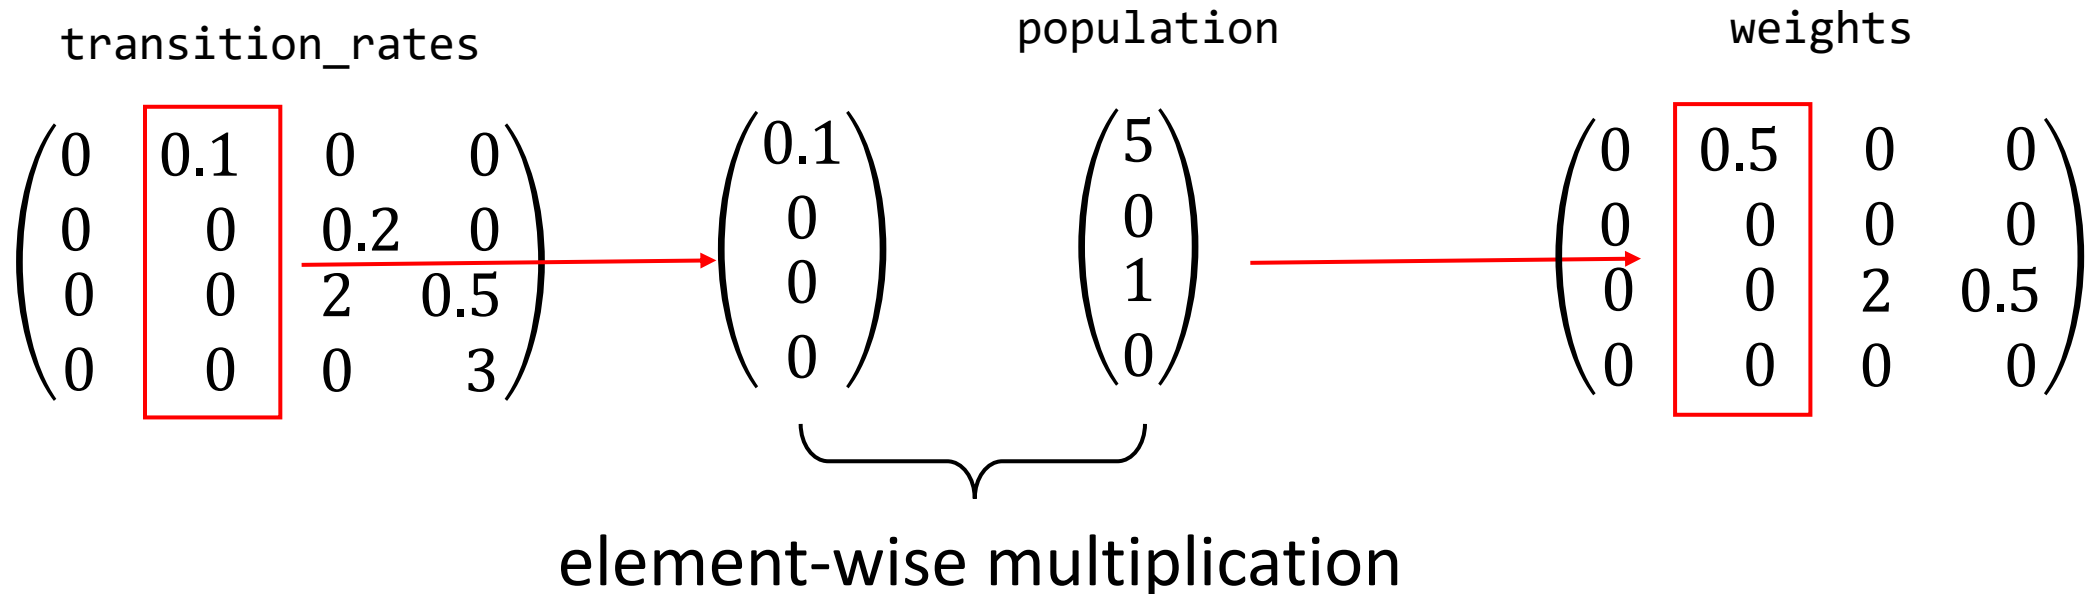 transition_rates population weights
0 0.1 0 0 0.1 5 0 0.5 0 0
0 0 0.2 0 0 0 0 0 0 0
0 0 2 0.5 0 1 0 0 2 0.5
0 0 0 3 0 0 0 0 0 0
element-wise multiplication